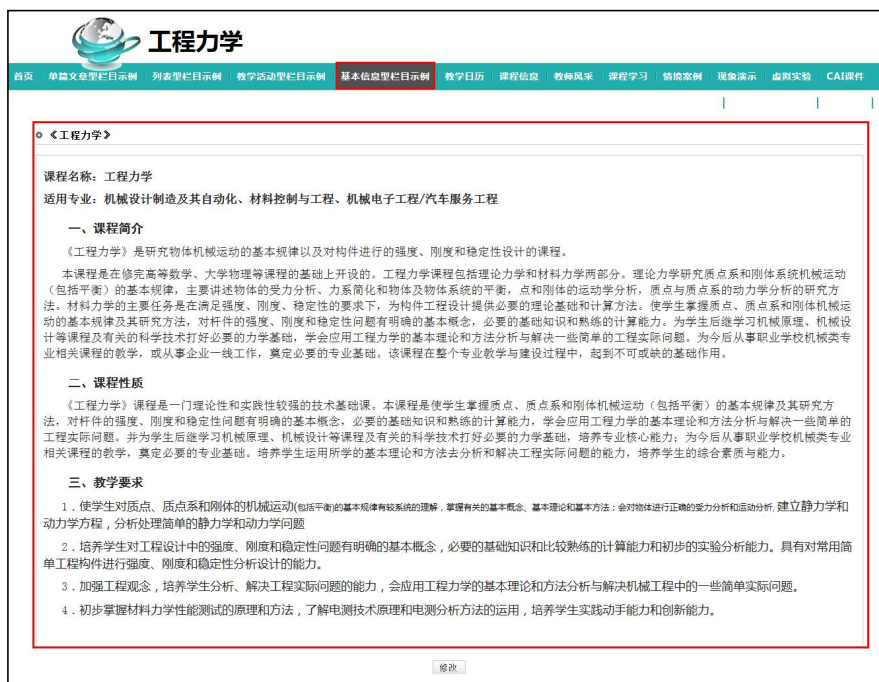 工程力学
首页 单篇文章型栏目示例 列表型栏目示例 教学活动型栏目示例 基本信息型栏目示例 教学日历 课程信息 教师风采 课程学习 情境案例 现象演示 虚拟实验 CAI课件
《工程力学》
课程名称：工程力学
适用专业：机械设计制造及其自动化、材料控制与工程、机械电子工程/汽车服务工程
一、课程简介
《工程力学》是研究物体机械运动的基本规律以及对构件进行的强度、刚度和稳定性设计的课程。
本课程是在修完高等数学、大学物理等课程的基础上开设的。工程力学课程包括理论力学和材料力学两部分。理论力学研究质点系和刚体系统机械运动
（包括平衡）的基本规律，主要讲述物体的受力分析、力系简化和物体及物体系统的平衡，点和刚体的运动学分析，质点与质点系的动力学分析的研究方
法。材料力学的主要任务是在满足强度、刚度、稳定性的要求下，为构件工程设计提供必要的理论基础和计算方法。使学生掌握质点、质点系和刚体机械运
动的基本规律及其研究方法，对杆件的强度、刚度和稳定性问题有明确的基本概念，必要的基础知识和熟练的计算能力。为学生后继学习机械原理、机械设
计等课程及有关的科学技术打好必要的力学基础，学会应用工程力学的基本理论和方法分析与解决一些简单的工程实际问题。为今后从事职业学校机械类专
业相关课程的教学，或从事企业一线工作，奠定必要的专业基础。该课程在整个专业教学与建设过程中，起到不可或缺的基础作用。
二、课程性质
《工程力学》课程是一门理论性和实践性较强的技术基础课。本课程是使学生掌握质点、质点系和刚体机械运动（包括平衡）的基本规律及其研究方
法，对杆件的强度、刚度和稳定性问题有明确的基本概念，必要的基础知识和熟练的计算能力，学会应用工程力学的基本理论和方法分析与解决一些简单的
工程实际问题。并为学生后继学习机械原理、机械设计等课程及有关的科学技术打好必要的力学基础，培养专业核心能力；为今后从事职业学校机械类专业
相关课程的教学，奠定必要的专业基础。培养学生运用所学的基本理论和方法去分析和解决工程实际问题的能力，培养学生的综合素质与能力。
三、教学要求
1．使学生对质点、质点系和刚体的机械运动(包括平衡)的基本规律有较系统的理解，掌握有关的基本概念、基本理论和基本方法；会对物体进行正确的受力分析和运动分析, 建立静力学和
动力学方程，分析处理简单的静力学和动力学问题
2．培养学生对工程设计中的强度、刚度和稳定性问题有明确的基本概念，必要的基础知识和比较熟练的计算能力和初步的实验分析能力。具有对常用简
单工程构件进行强度、刚度和稳定性分析设计的能力。
3．加强工程观念，培养学生分析、解决工程实际问题的能力，会应用工程力学的基本理论和方法分析与解决机械工程中的一些简单实际问题。
4．初步掌握材料力学性能测试的原理和方法，了解电测技术原理和电测分析方法的运用，培养学生实践动手能力和创新能力。
修改